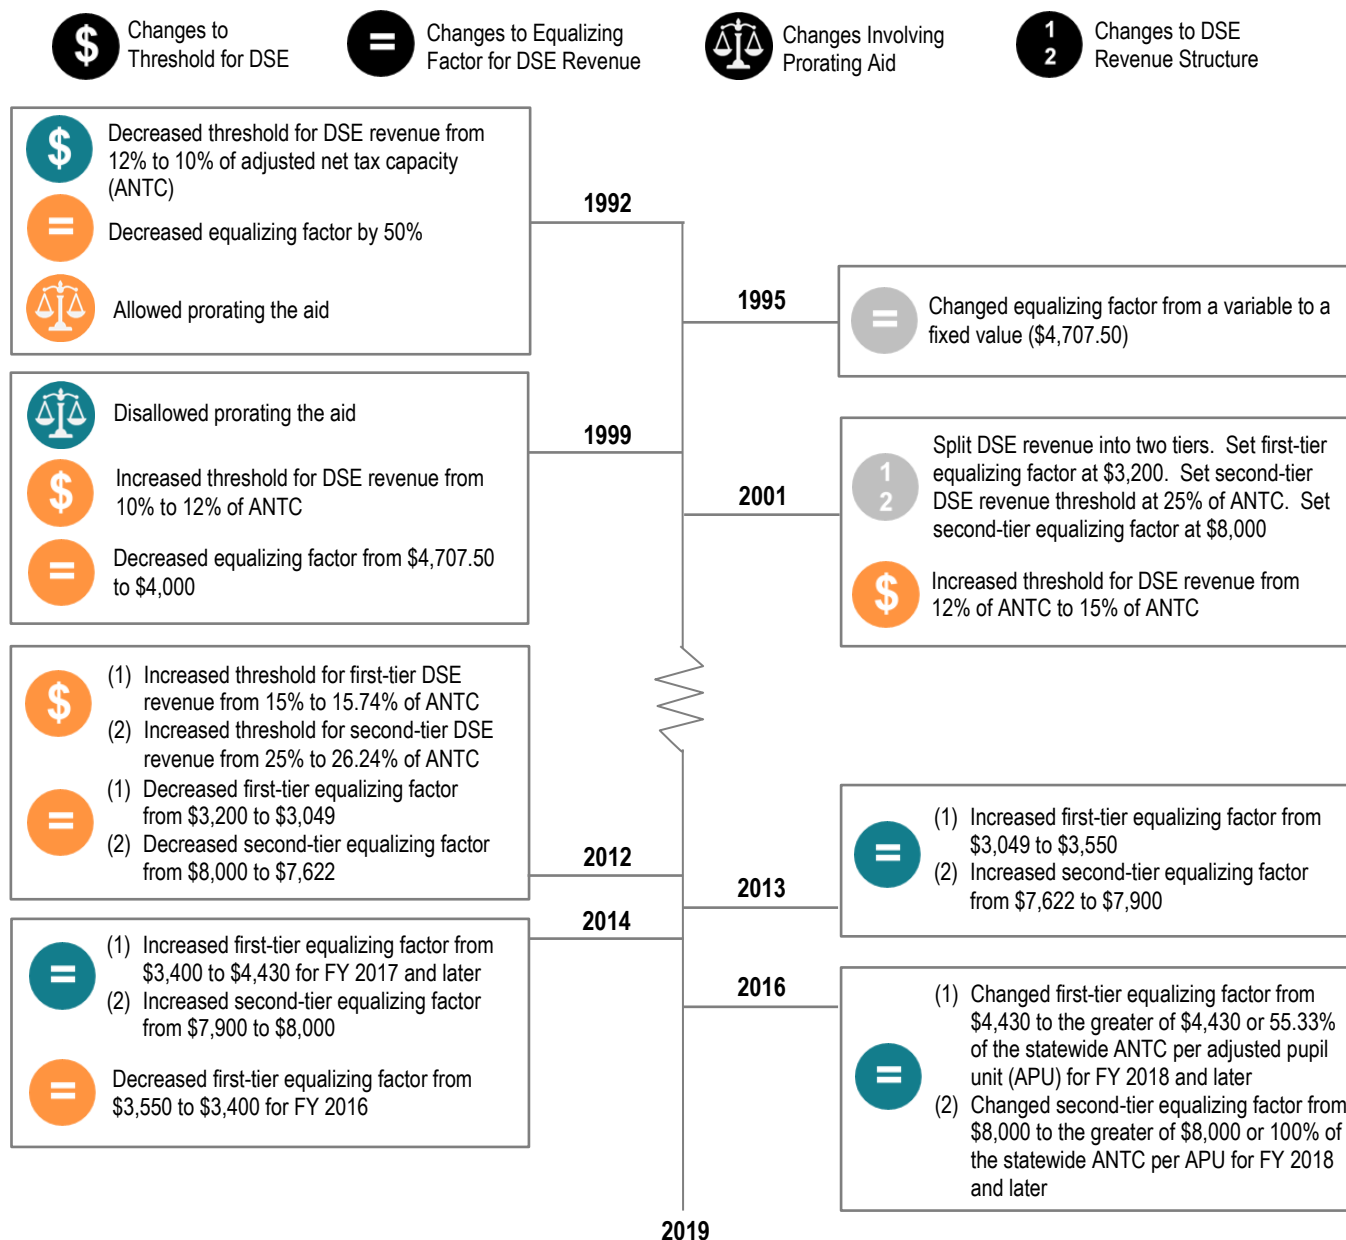 $
Changes to
Threshold for DSE
=
Changes to Equalizing
Factor for DSE Revenue
Changes Involving
Prorating Aid
1
2
Changes to DSE
Revenue Structure
$
Decreased threshold for DSE revenue from
12% to 10% of adjusted net tax capacity
(ANTC)
=
Decreased equalizing factor by 50%
Allowed prorating the aid
1992
1995
=
Changed equalizing factor from a variable to a
fixed value ($4,707.50)
Disallowed prorating the aid
$
Increased threshold for DSE revenue from
10% to 12% of ANTC
=
Decreased equalizing factor from $4,707.50
to $4,000
1999
2001
1
2
Split DSE revenue into two tiers.  Set first-tier
equalizing factor at $3,200.  Set second-tier
DSE revenue threshold at 25% of ANTC.  Set
second-tier equalizing factor at $8,000
$
Increased threshold for DSE revenue from
12% of ANTC to 15% of ANTC
$
(1) Increased threshold for first-tier DSE
revenue from 15% to 15.74% of ANTC
(2) Increased threshold for second-tier DSE
revenue from 25% to 26.24% of ANTC
=
(1) Decreased first-tier equalizing factor
from $3,200 to $3,049
(2) Decreased second-tier equalizing factor
from $8,000 to $7,622
2012
2013
=
(1) Increased first-tier equalizing factor from
$3,049 to $3,550
(2) Increased second-tier equalizing factor
from $7,622 to $7,900
2014
=
(1) Increased first-tier equalizing factor from
$3,400 to $4,430 for FY 2017 and later
(2) Increased second-tier equalizing factor
from $7,900 to $8,000
=
Decreased first-tier equalizing factor from
$3,550 to $3,400 for FY 2016
2016
=
(1) Changed first-tier equalizing factor from
$4,430 to the greater of $4,430 or 55.33%
of the statewide ANTC per adjusted pupil
unit (APU) for FY 2018 and later
(2) Changed second-tier equalizing factor from
$8,000 to the greater of $8,000 or 100% of
the statewide ANTC per APU for FY 2018
and later
2019